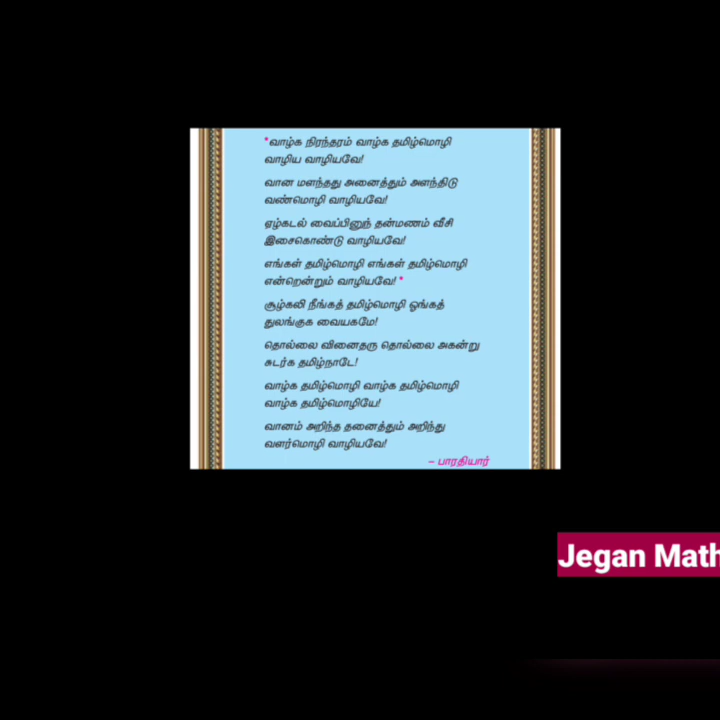 *வாழ்க நிரந்தரம் வாழ்க தமிழ்மொழி
வாழிய வாழியவே!
வான மளந்தது அனைத்தும் அளந்திடு
வண்மொழி வாழியவே!
ஏழ்கடல் வைப்பினுந் தன்மணம் வீசி
இசைகொண்டு வாழியவே!
எங்கள் தமிழ்மொழி எங்கள் தமிழ்மொழி
என்றென்றும் வாழியவே! *
சூழ்கலி நீங்கத் தமிழ்மொழி ஓங்கத்
துலங்குக வையகமே!
தொல்லை வினைதரு தொல்லை அகன்று
சுடர்க தமிழ்நாடே!
வாழ்க தமிழ்மொழி வாழ்க தமிழ்மொழி
வாழ்க தமிழ்மொழியே!
வானம் அறிந்த தனைத்தும் அறிந்து
வளர்மொழி வாழியவே!
– பாரதியார்
Jegan Math